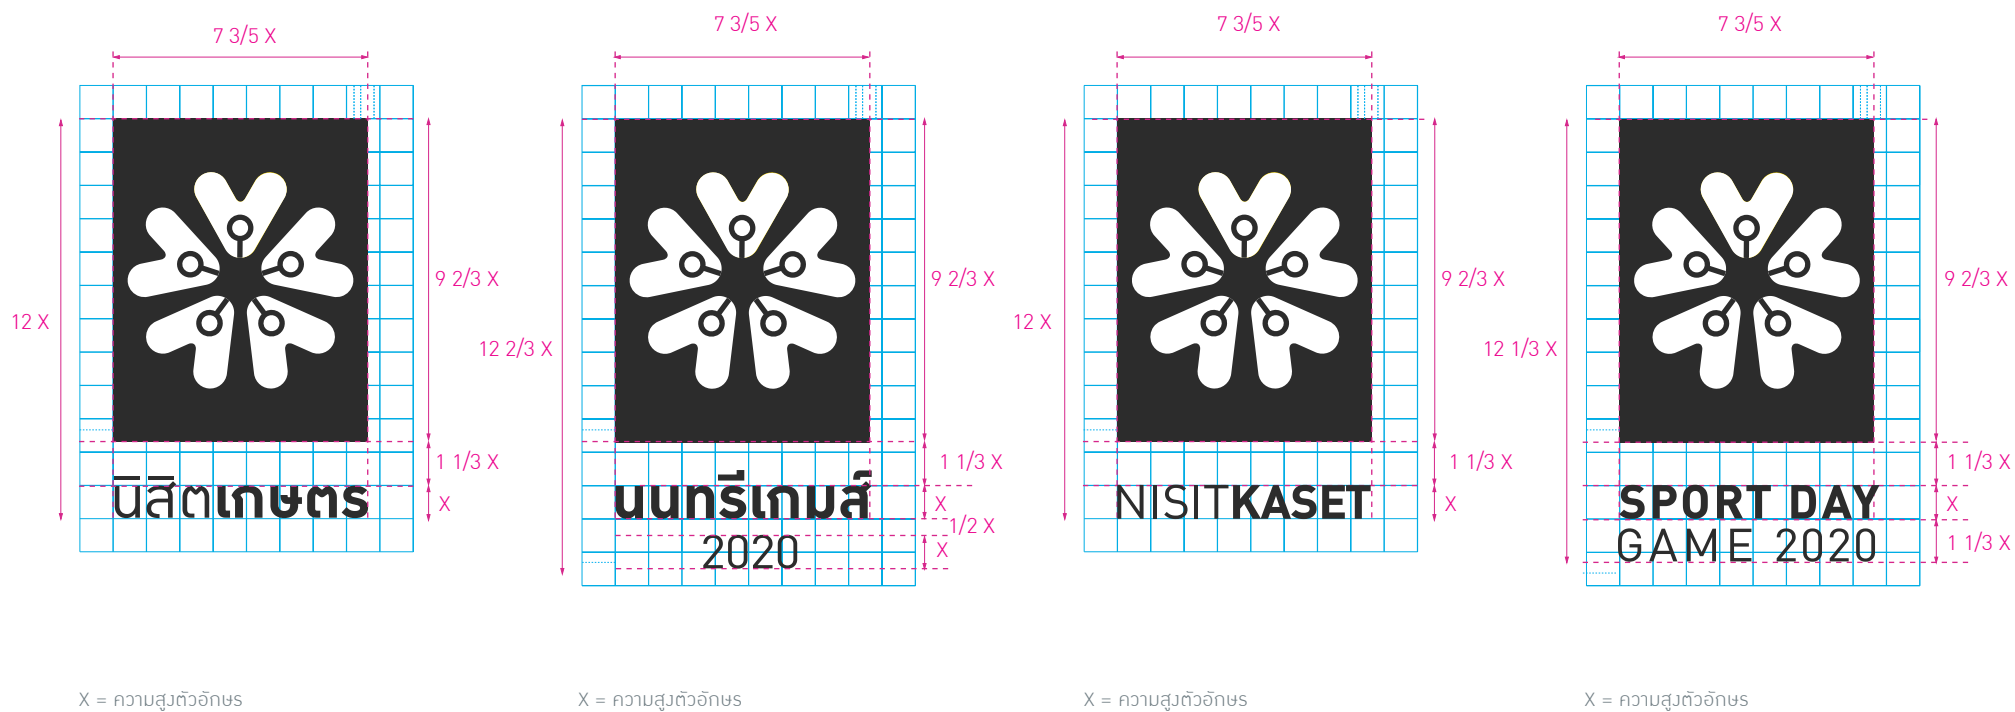 7 3/5 X
12 X
9 2/3 X
1 1/3 X
X
นิสิตเกษตร
X = ความสูงตัวอักษร
7 3/5 X
12 2/3 X
9 2/3 X
1 1/3 X
X
1/2 X
X
นนทรีเกมส์
2020
X = ความสูงตัวอักษร
7 3/5 X
12 X
9 2/3 X
1 1/3 X
X
NISITKASET
X = ความสูงตัวอักษร
7 3/5 X
12 1/3 X
9 2/3 X
1 1/3 X
X
1 1/3 X
SPORT DAY
GAME 2020
X = ความสูงตัวอักษร